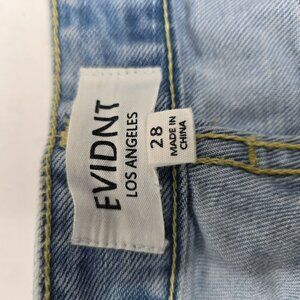 EVIDNT
LOS ANGELES
28
MADE IN
CHINA